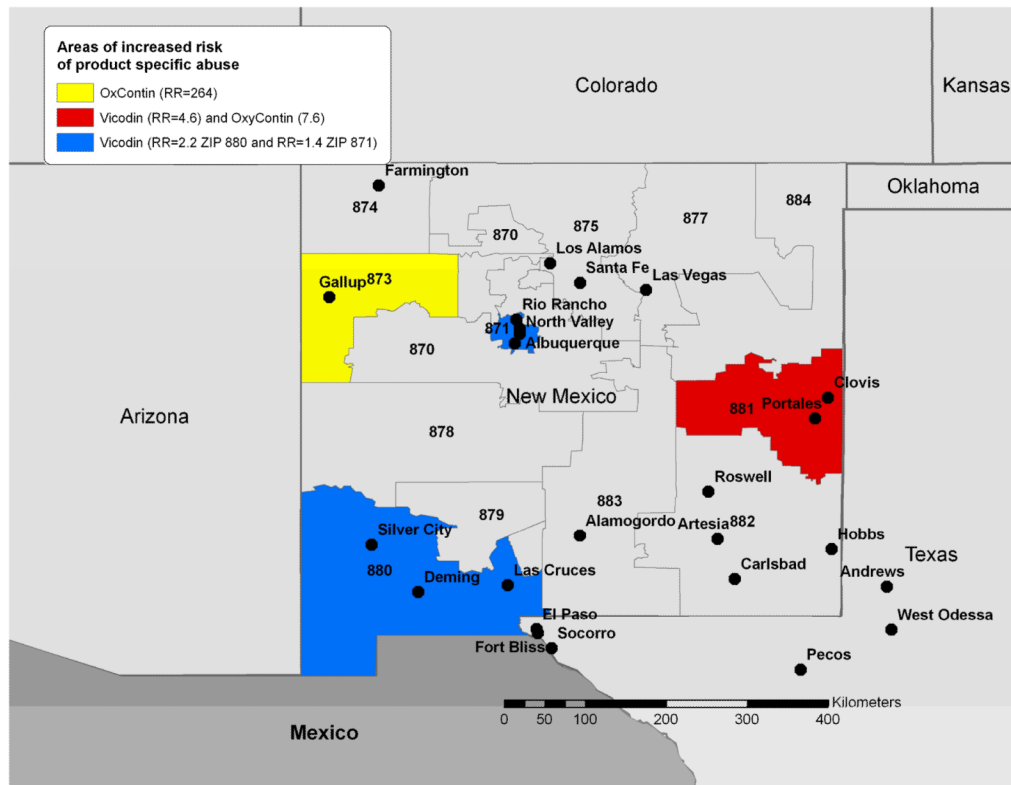 Areas of increased risk
of product specific abuse
OxContin (RR=264)
Vicodin (RR=4.6) and OxyContin (7.6)
Vicodin (RR=2.2 ZIP 880 and RR=1.4 ZIP 871)
Colorado
Kansas
Oklahoma
Farmington
874
870
875
877
884
Los Alamos
Santa Fe
Las Vegas
Gallup
873
Rio Rancho
North Valley
871
Albuquerque
870
New Mexico
Arizona
Clovis
881
Portales
878
Roswell
879
883
Alamogordo
Artesia
882
Silver City
880
Deming
Las Cruces
Carlsbad
Hobbs
Texas
Andrews
El Paso
Socorro
Fort Bliss
West Odessa
Pecos
Kilometers
0 50 100 200 300 400
Mexico